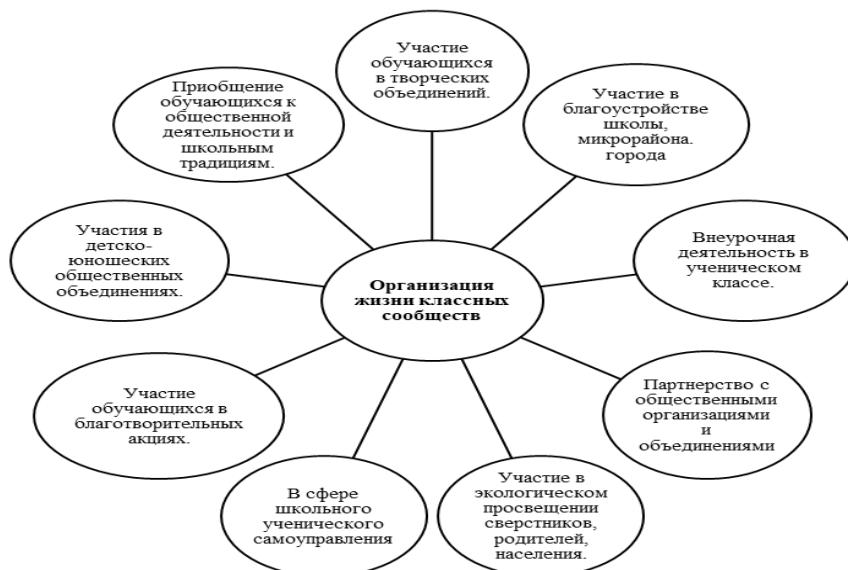 Участие
обучающихся
в творческих
объединений.
Участие в
благоустройстве
школы,
микрорайона.
города
Внеурочная
деятельность в
ученическом
классе.
Партнерство с
общественными
организациями
и
объединениями
Участие в
экологическом
просвещении
сверстников,
родителей,
населения.
В сфере
школьного
ученического
самоуправления
Участие
обучающихся в
благотворительных
акциях.
Участия в
детско-
юношеских
общественных
объединениях.
Приобщение
обучающихся к
общественной
деятельности и
школьным
традициям.
Организация
жизни классных
сообществ